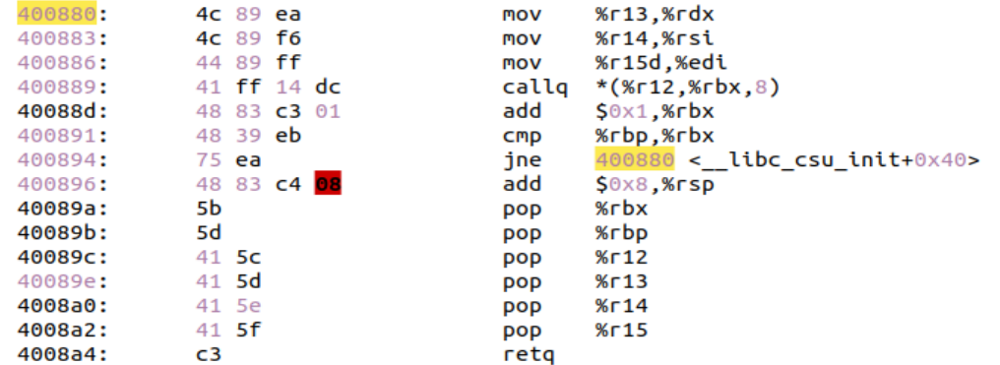 400880: 4c 89 ea mov %r13,%rdx
400883: 4c 89 f6 mov %r14,%rsi
400886: 44 89 ff mov %r15d,%edi
400889: 41 ff 14 dc callq *(%r12,%rbx,8)
40088d: 48 83 c3 01 add $0x1,%rbx
400891: 48 39 eb cmp %rbp,%rbx
400894: 75 ea jne 400880 <__libc_csu_init+0x40>
400896: 48 83 c4 08 add $0x8,%rsp
40089a: 5b pop %rbx
40089b: 5d pop %rbp
40089c: 41 5c pop %r12
40089e: 41 5d pop %r13
4008a0: 41 5e pop %r14
4008a2: 41 5f pop %r15
4008a4: c3 retq